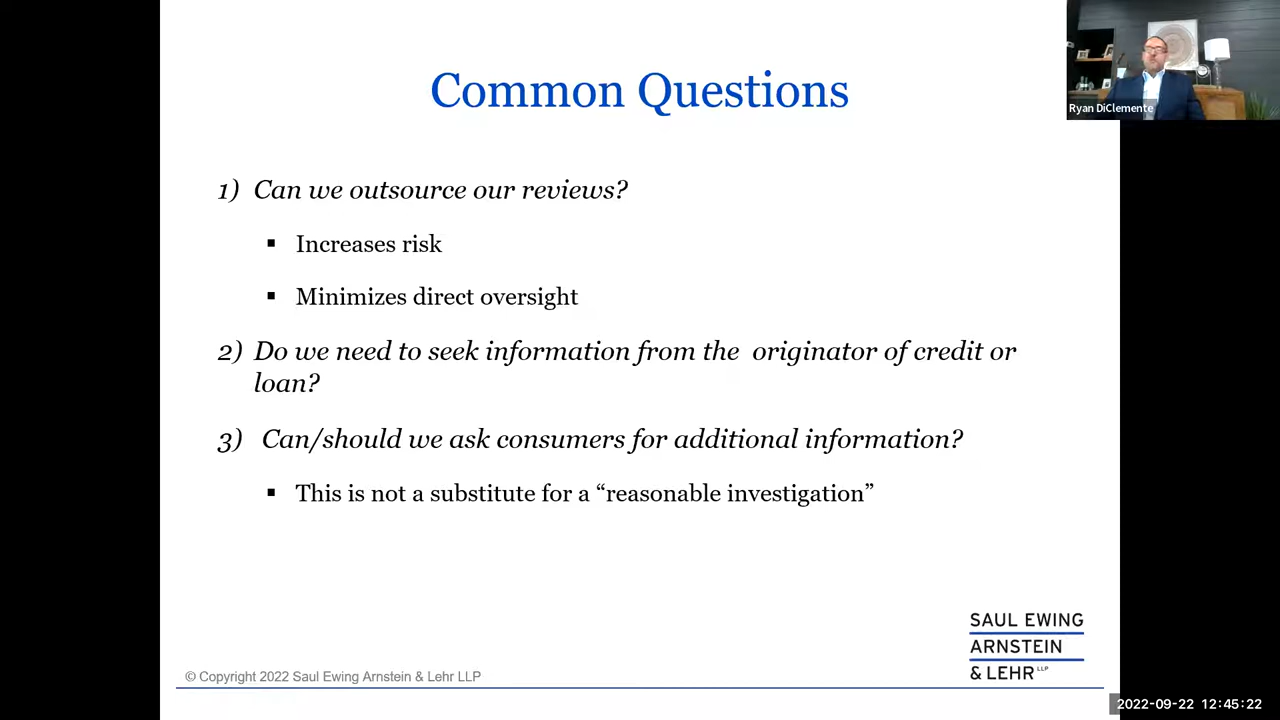 Common Questions
Ryan DiClemente
1) Can we outsource our reviews?
▪ Increases risk
▪ Minimizes direct oversight
2) Do we need to seek information from the originator of credit or
loan?
3) Can/should we ask consumers for additional information?
▪ This is not a substitute for a “reasonable investigation”
SAUL EWING
ARNSTEIN
& LEHR LLP
© Copyright 2022 Saul Ewing Arnstein & Lehr LLP
2022-09-22 12:45:22